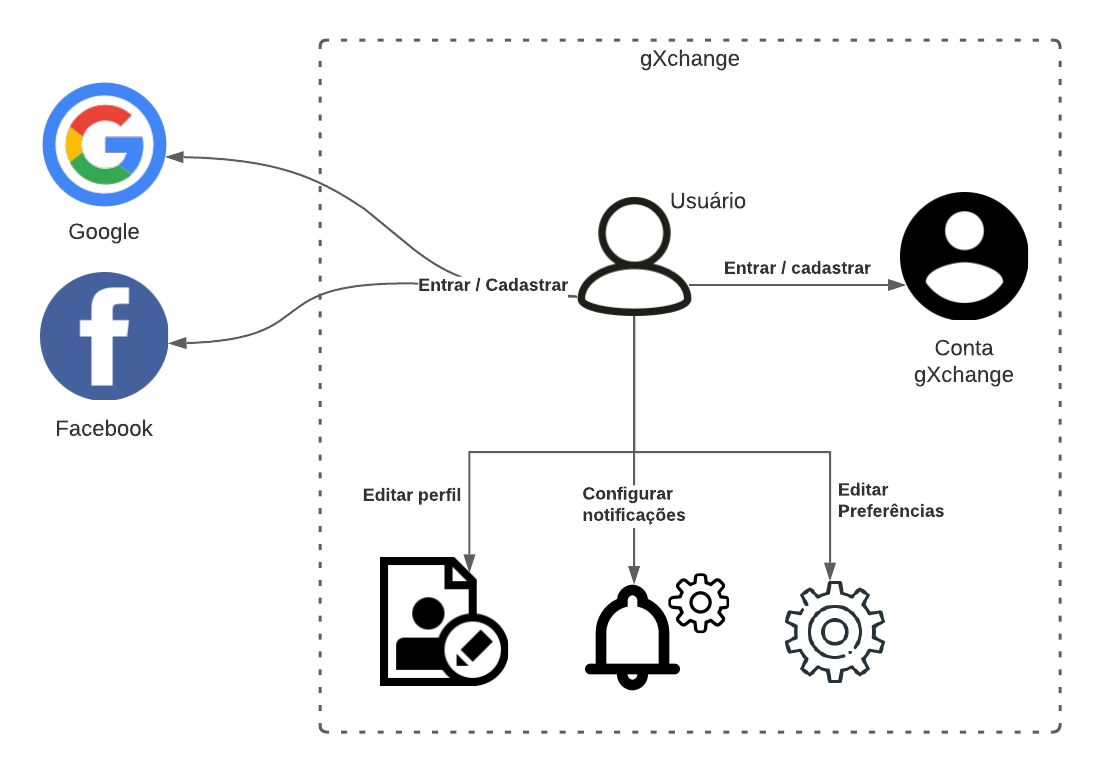 gXchange
Google
Facebook
Usuário
Entrar / Cadastrar
Entrar / cadastrar
Conta
gXchange
Editar perfil
Configurar
notificações
Editar
Preferências